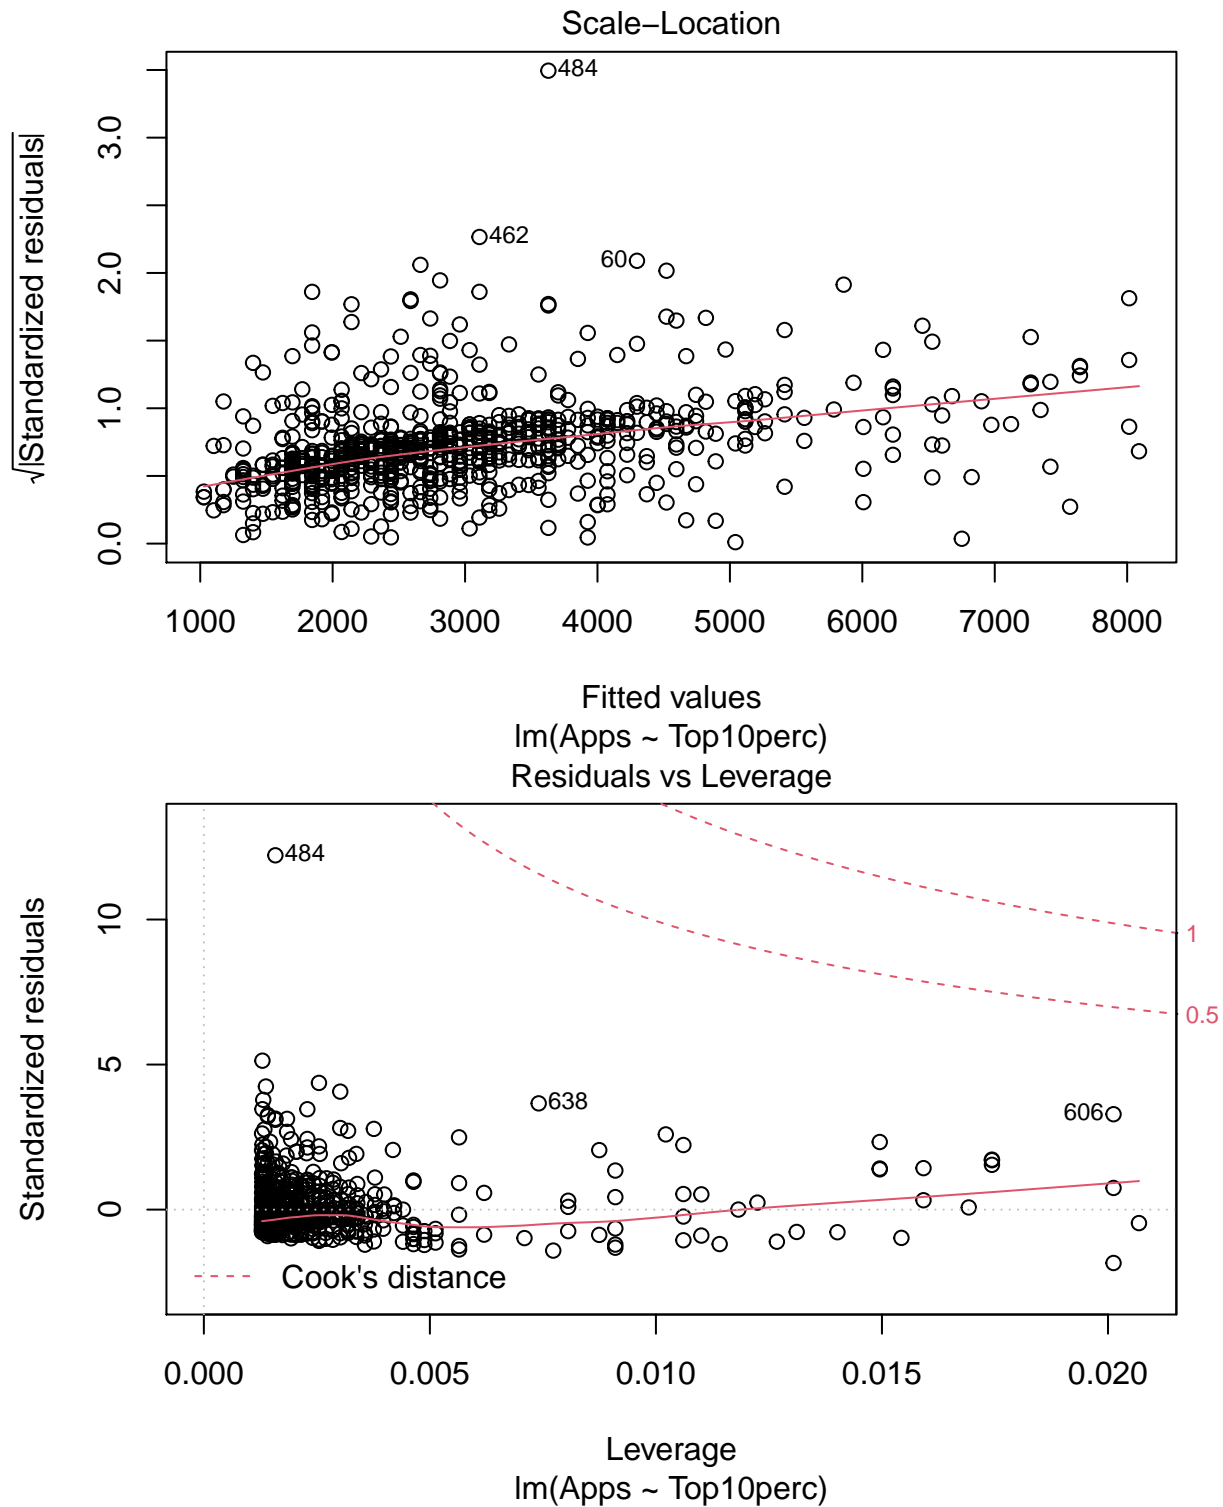 Scale−Location
√|Standardized residuals|
3.0
2.0
1.0
0.0
484
462
60
1000 2000 3000 4000 5000 6000 7000 8000
Fitted values
lm(Apps ~ Top10perc)
Residuals vs Leverage
Standardized residuals
10
5
0
484
638
606
1
0.5
Cook's distance
0.000 0.005 0.010 0.015 0.020
Leverage
lm(Apps ~ Top10perc)